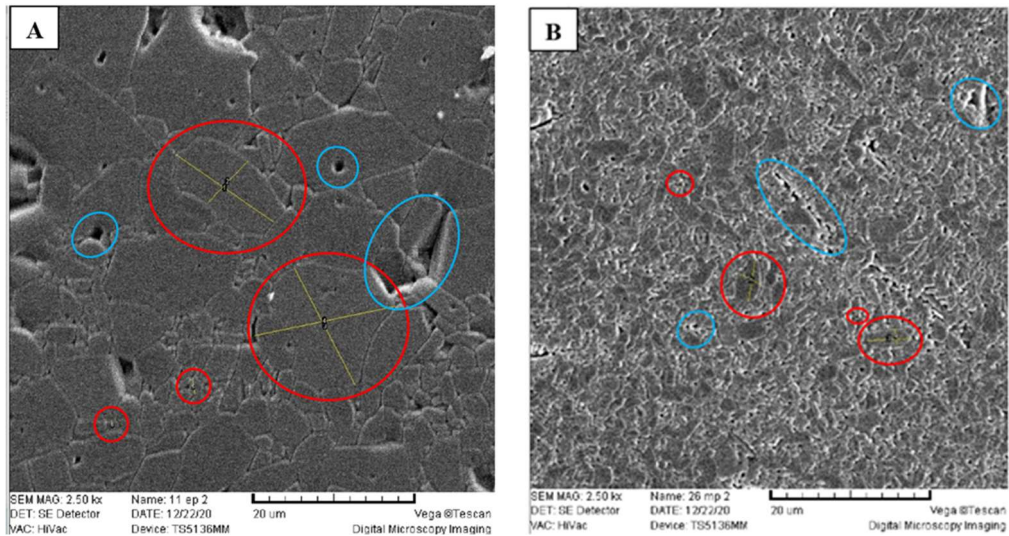 A
SEM MAG: 2.50 kx Name: 11 ep 2
DET: SE Detector DATE: 12/22/20 20 um Vega ©Tescan
VAC: HiVac Device: TS5136MM Digital Microscopy Imaging
B
SEM MAG: 2.50 kx Name: 26 mp 2
DET: SE Detector DATE: 12/22/20 20 um Vega ©Tescan
VAC: HiVac Device: TS5136MM Digital Microscopy Imaging